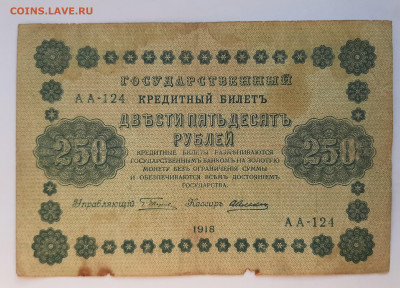 COINS.LAVE.RU
ГОСУДАРСТВЕННЫЙ
АА-124 КРЕДИТНЫЙ БИЛЕТЪ
ДВѢСТИ ПЯТЬДЕСЯТЪ
РУБЛЕЙ
250 250
КРЕДИТНЫЕ БИЛЕТЫ РАЗМѢНИВАЮТСЯ
ГОСУДАРСТВЕННЫМЪ БАНКОМЪ НА ЗОЛОТУЮ
МОНЕТУ БЕЗЪ ОГРАНИЧЕНІЯ СУММЫ
И ОБЕЗПЕЧИВАЮТСЯ ВСѢМЪ ДОСТОЯНІЕМЪ
ГОСУДАРСТВА.
Управляющій Кассиръ
АА-124
1918